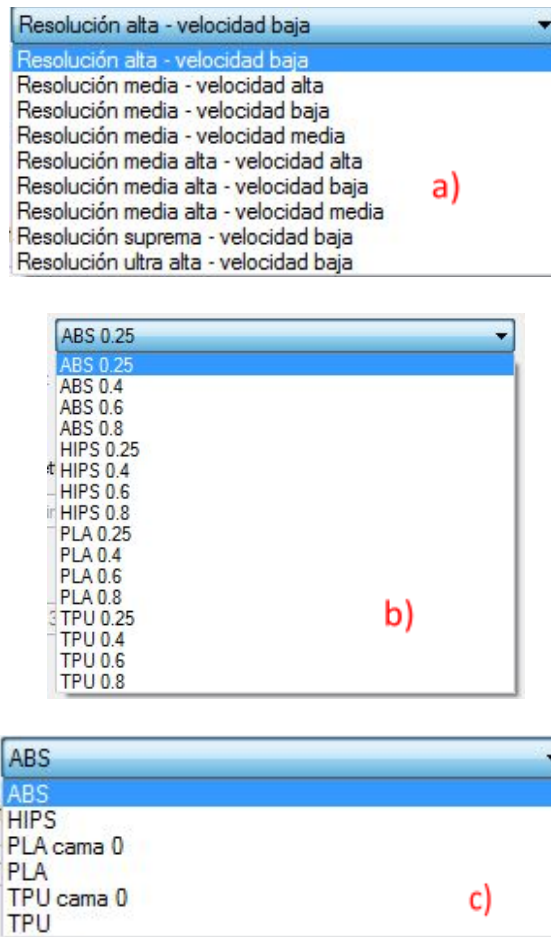 Resolución alta - velocidad baja
Resolución alta - velocidad baja
Resolución media - velocidad alta
Resolución media - velocidad baja
Resolución media - velocidad media
Resolución media alta - velocidad alta
Resolución media alta - velocidad baja
Resolución media alta - velocidad media
Resolución suprema - velocidad baja
Resolución ultra alta - velocidad baja
a)
ABS 0.25
ABS 0.25
ABS 0.4
ABS 0.6
ABS 0.8
HIPS 0.25
HIPS 0.4
HIPS 0.6
HIPS 0.8
PLA 0.25
PLA 0.4
PLA 0.6
PLA 0.8
TPU 0.25
TPU 0.4
TPU 0.6
TPU 0.8
b)
ABS
ABS
HIPS
PLA cama 0
PLA
TPU cama 0
TPU
c)